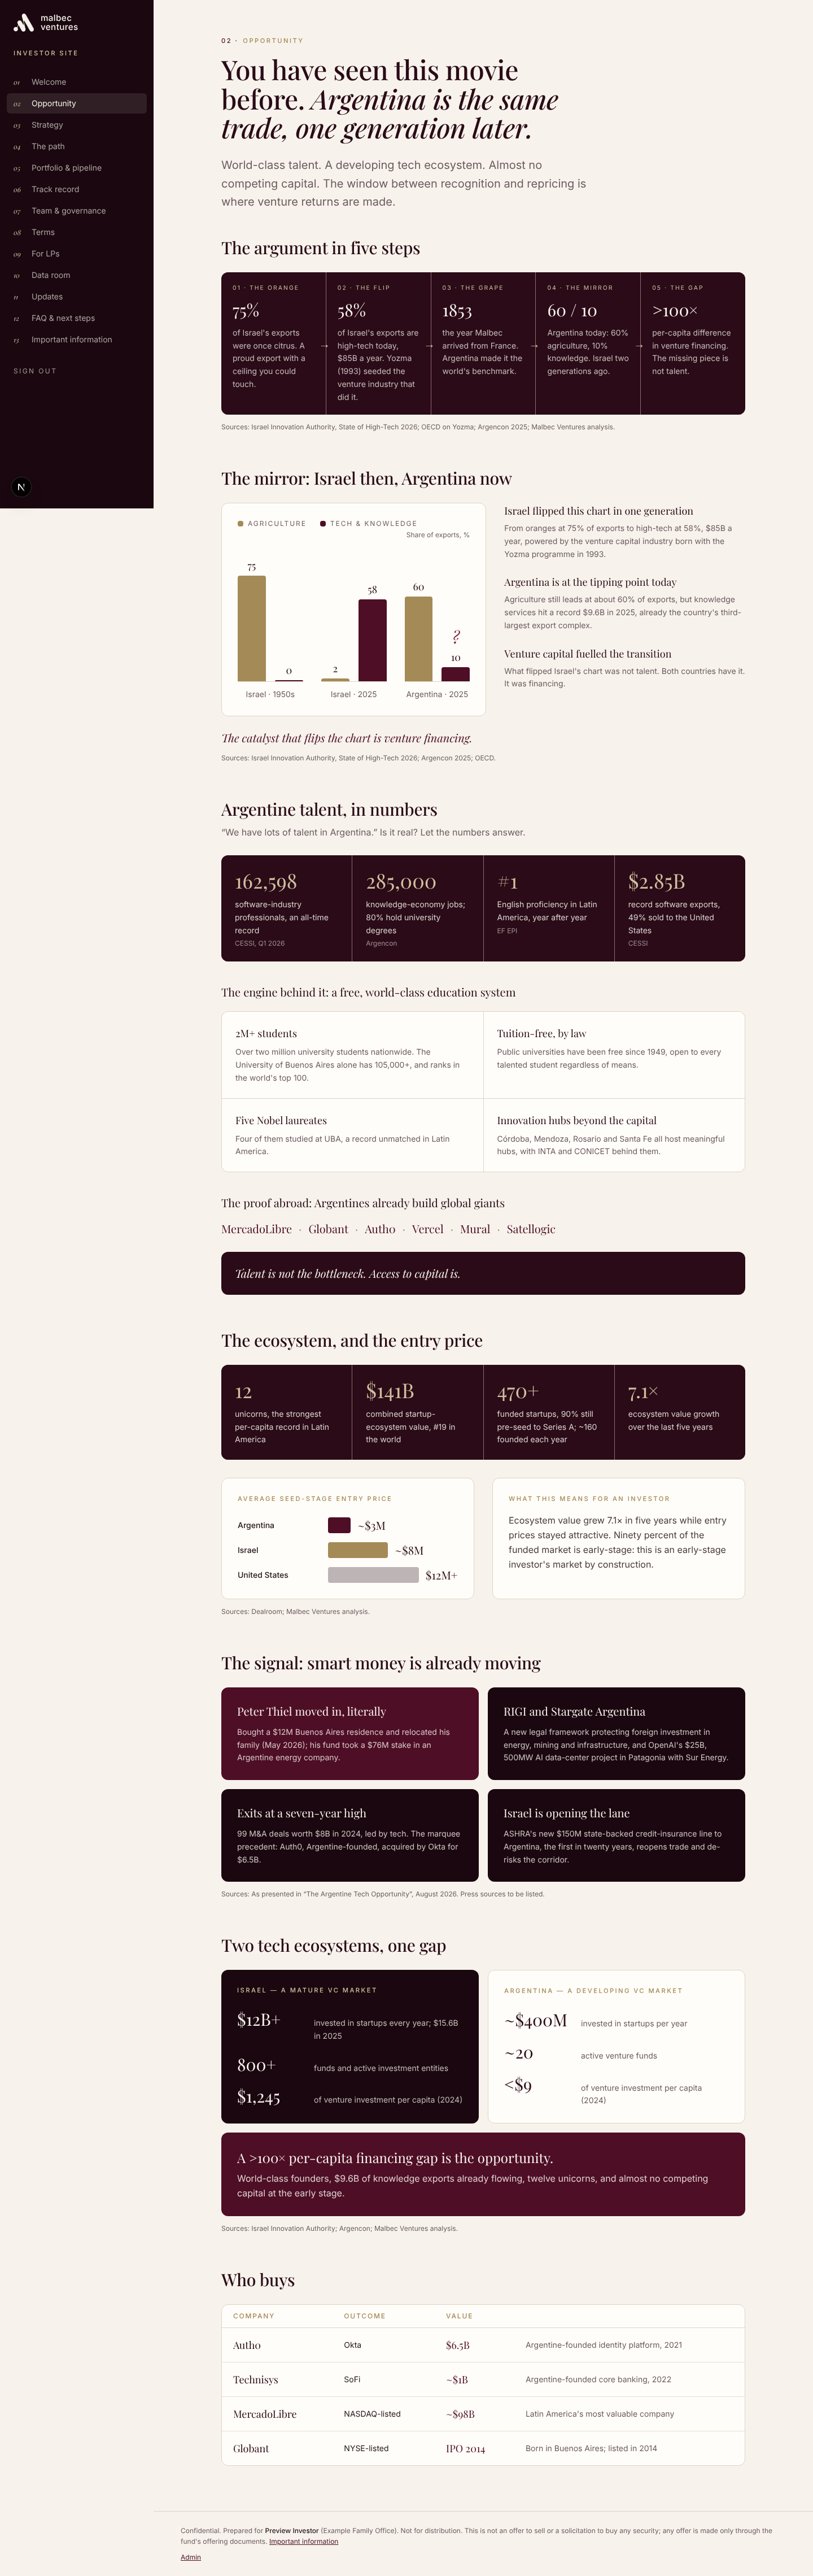 malbec
ventures
INVESTOR SITE
01 Welcome
02 Opportunity
03 Strategy
04 The path
05 Portfolio & pipeline
06 Track record
07 Team & governance
08 Terms
09 For LPs
10 Data room
11 Updates
12 FAQ & next steps
13 Important information
SIGN OUT
N
02 · OPPORTUNITY
You have seen this movie
before. Argentina is the same
trade, one generation later.
World-class talent. A developing tech ecosystem. Almost no
competing capital. The window between recognition and repricing is
where venture returns are made.
The argument in five steps
01 · THE ORANGE
75%
of Israel's exports
were once citrus. A
proud export with a
ceiling you could
touch.
→
02 · THE FLIP
58%
of Israel's exports are
high-tech today,
$85B a year. Yozma
(1993) seeded the
venture industry that
did it.
→
03 · THE GRAPE
1853
the year Malbec
arrived from France.
Argentina made it the
world's benchmark.
→
04 · THE MIRROR
60 / 10
Argentina today: 60%
agriculture, 10%
knowledge. Israel two
generations ago.
→
05 · THE GAP
>100×
per-capita difference
in venture financing.
The missing piece is
not talent.
Sources: Israel Innovation Authority, State of High-Tech 2026; OECD on Yozma; Argencon 2025; Malbec Ventures analysis.
The mirror: Israel then, Argentina now
AGRICULTURE TECH & KNOWLEDGE
Share of exports, %
75
0
2
58
60
?
10
Israel · 1950s
Israel · 2025
Argentina · 2025
Israel flipped this chart in one generation
From oranges at 75% of exports to high-tech at 58%, $85B a
year, powered by the venture capital industry born with the
Yozma programme in 1993.
Argentina is at the tipping point today
Agriculture still leads at about 60% of exports, but knowledge
services hit a record $9.6B in 2025, already the country's third-
largest export complex.
Venture capital fuelled the transition
What flipped Israel's chart was not talent. Both countries have it.
It was financing.
The catalyst that flips the chart is venture financing.
Sources: Israel Innovation Authority, State of High-Tech 2026; Argencon 2025; OECD.
Argentine talent, in numbers
"We have lots of talent in Argentina." Is it real? Let the numbers answer.
162,598
software-industry
professionals, an all-time
record
CESSI, Q1 2026
285,000
knowledge-economy jobs;
80% hold university
degrees
Argencon
#1
English proficiency in Latin
America, year after year
EF EPI
$2.85B
record software exports,
49% sold to the United
States
CESSI
The engine behind it: a free, world-class education system
2M+ students
Over two million university students nationwide. The
University of Buenos Aires alone has 105,000+, and ranks in
the world's top 100.
Tuition-free, by law
Public universities have been free since 1949, open to every
talented student regardless of means.
Five Nobel laureates
Four of them studied at UBA, a record unmatched in Latin
America.
Innovation hubs beyond the capital
Córdoba, Mendoza, Rosario and Santa Fe all host meaningful
hubs, with INTA and CONICET behind them.
The proof abroad: Argentines already build global giants
MercadoLibre · Globant · Auth0 · Vercel · Mural · Satellogic
Talent is not the bottleneck. Access to capital is.
The ecosystem, and the entry price
12
unicorns, the strongest
per-capita record in Latin
America
$141B
combined startup-
ecosystem value, #19 in
the world
470+
funded startups, 90% still
pre-seed to Series A; ~160
founded each year
7.1×
ecosystem value growth
over the last five years
AVERAGE SEED-STAGE ENTRY PRICE
Argentina ~$3M
Israel ~$8M
United States $12M+
WHAT THIS MEANS FOR AN INVESTOR
Ecosystem value grew 7.1× in five years while entry
prices stayed attractive. Ninety percent of the
funded market is early-stage: this is an early-stage
investor's market by construction.
Sources: Dealroom; Malbec Ventures analysis.
The signal: smart money is already moving
Peter Thiel moved in, literally
Bought a $12M Buenos Aires residence and relocated his
family (May 2026); his fund took a $76M stake in an
Argentine energy company.
RIGI and Stargate Argentina
A new legal framework protecting foreign investment in
energy, mining and infrastructure, and OpenAI's $25B,
500MW AI data-center project in Patagonia with Sur Energy.
Exits at a seven-year high
99 M&A deals worth $8B in 2024, led by tech. The marquee
precedent: Auth0, Argentine-founded, acquired by Okta for
$6.5B.
Israel is opening the lane
ASHRA's new $150M state-backed credit-insurance line to
Argentina, the first in twenty years, reopens trade and de-
risks the corridor.
Sources: As presented in "The Argentine Tech Opportunity", August 2026. Press sources to be listed.
Two tech ecosystems, one gap
ISRAEL — A MATURE VC MARKET
$12B+ invested in startups every year; $15.6B
in 2025
800+ funds and active investment entities
$1,245 of venture investment per capita (2024)
ARGENTINA — A DEVELOPING VC MARKET
~$400M invested in startups per year
~20 active venture funds
<$9 of venture investment per capita
(2024)
A >100× per-capita financing gap is the opportunity.
World-class founders, $9.6B of knowledge exports already flowing, twelve unicorns, and almost no competing
capital at the early stage.
Sources: Israel Innovation Authority; Argencon; Malbec Ventures analysis.
Who buys
COMPANY OUTCOME VALUE
Auth0 Okta $6.5B Argentine-founded identity platform, 2021
Technisys SoFi ~$1B Argentine-founded core banking, 2022
MercadoLibre NASDAQ-listed ~$98B Latin America's most valuable company
Globant NYSE-listed IPO 2014 Born in Buenos Aires; listed in 2014
Confidential. Prepared for Preview Investor (Example Family Office). Not for distribution. This is not an offer to sell or a solicitation to buy any security; any offer is made only through the
fund's offering documents. Important information
Admin